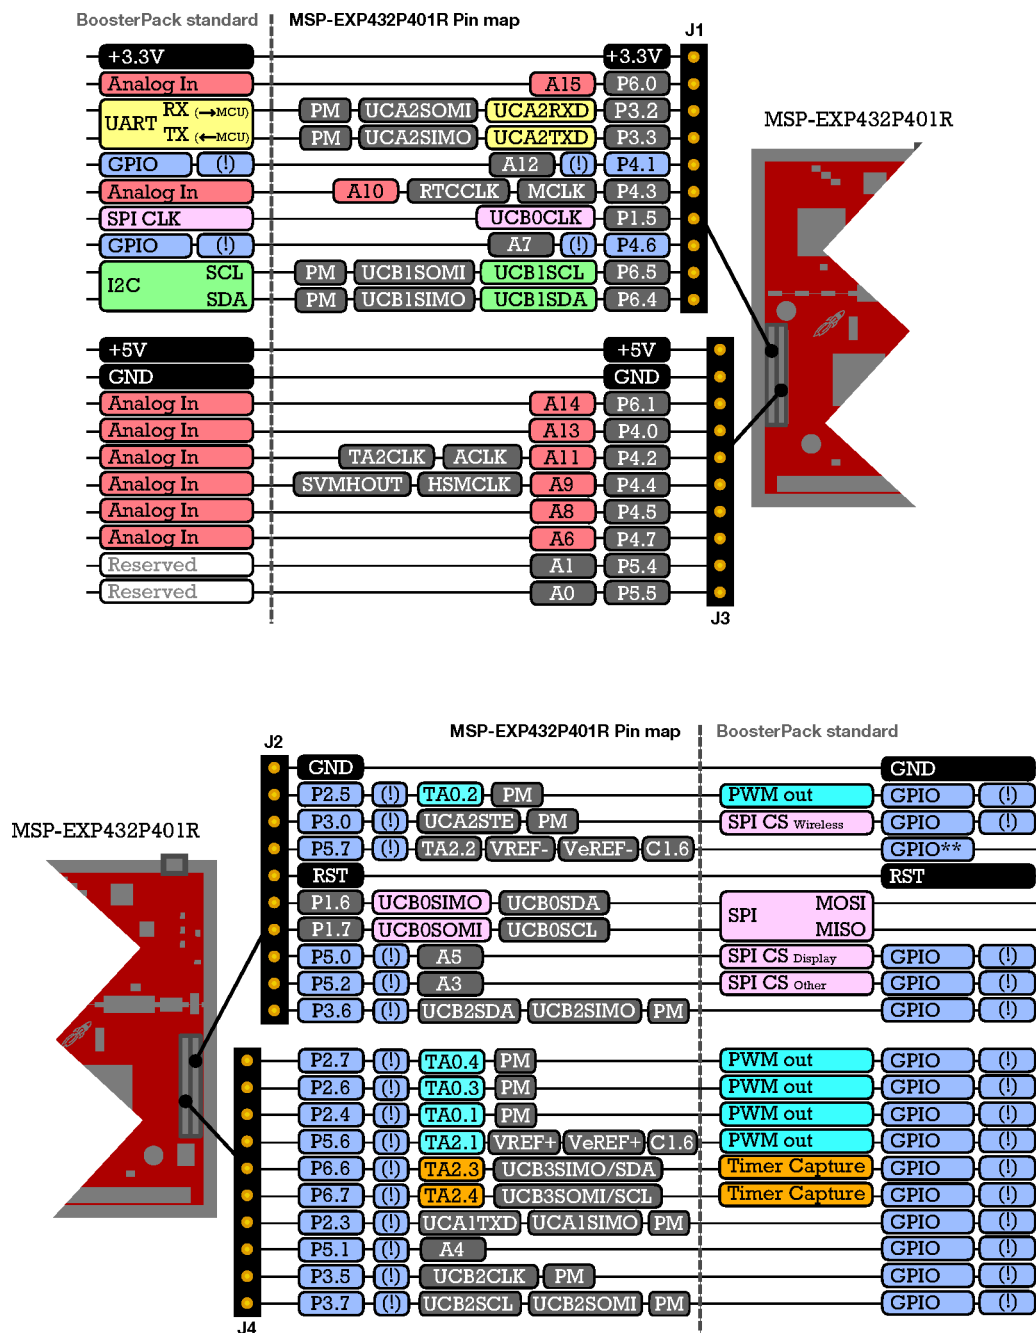 BoosterPack standard MSP-EXP432P401R Pin map
J1
+3.3V +3.3V
Analog In A15 P6.0
UART RX (→MCU) PM UCA2SOMI UCA2RXD P3.2
TX (←MCU) PM UCA2SIMO UCA2TXD P3.3
MSP-EXP432P401R
GPIO (!) A12 (!) P4.1
Analog In A10 RTCCLK MCLK P4.3
SPI CLK UCB0CLK P1.5
GPIO (!) A7 (!) P4.6
I2C SCL PM UCB1SOMI UCB1SCL P6.5
SDA PM UCB1SIMO UCB1SDA P6.4
+5V +5V
GND GND
Analog In A14 P6.1
Analog In A13 P4.0
Analog In TA2CLK ACLK A11 P4.2
Analog In SVMHOUT HSMCLK A9 P4.4
Analog In A8 P4.5
Analog In A6 P4.7
Reserved A1 P5.4
Reserved A0 P5.5
J3
MSP-EXP432P401R Pin map BoosterPack standard
J2
GND GND
P2.5 (!) TA0.2 PM PWM out GPIO (!)
P3.0 (!) UCA2STE PM SPI CS Wireless GPIO (!)
MSP-EXP432P401R
P5.7 (!) TA2.2 VREF- VeREF- C1.6 GPIO**
RST RST
P1.6 UCB0SIMO UCB0SDA SPI MOSI
P1.7 UCB0SOMI UCB0SCL MISO
P5.0 (!) A5 SPI CS Display GPIO (!)
P5.2 (!) A3 SPI CS Other GPIO (!)
P3.6 (!) UCB2SDA UCB2SIMO PM GPIO (!)
P2.7 (!) TA0.4 PM PWM out GPIO (!)
P2.6 (!) TA0.3 PM PWM out GPIO (!)
P2.4 (!) TA0.1 PM PWM out GPIO (!)
P5.6 (!) TA2.1 VREF+ VeREF+ C1.6 PWM out GPIO (!)
P6.6 (!) TA2.3 UCB3SIMO/SDA Timer Capture GPIO (!)
P6.7 (!) TA2.4 UCB3SOMI/SCL Timer Capture GPIO (!)
P2.3 (!) UCA1TXD UCA1SIMO PM GPIO (!)
P5.1 (!) A4 GPIO (!)
P3.5 (!) UCB2CLK PM GPIO (!)
P3.7 (!) UCB2SCL UCB2SOMI PM GPIO (!)
J4